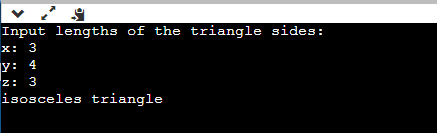 Input lengths of the triangle sides:
x: 3
y: 4
z: 3
isosceles triangle